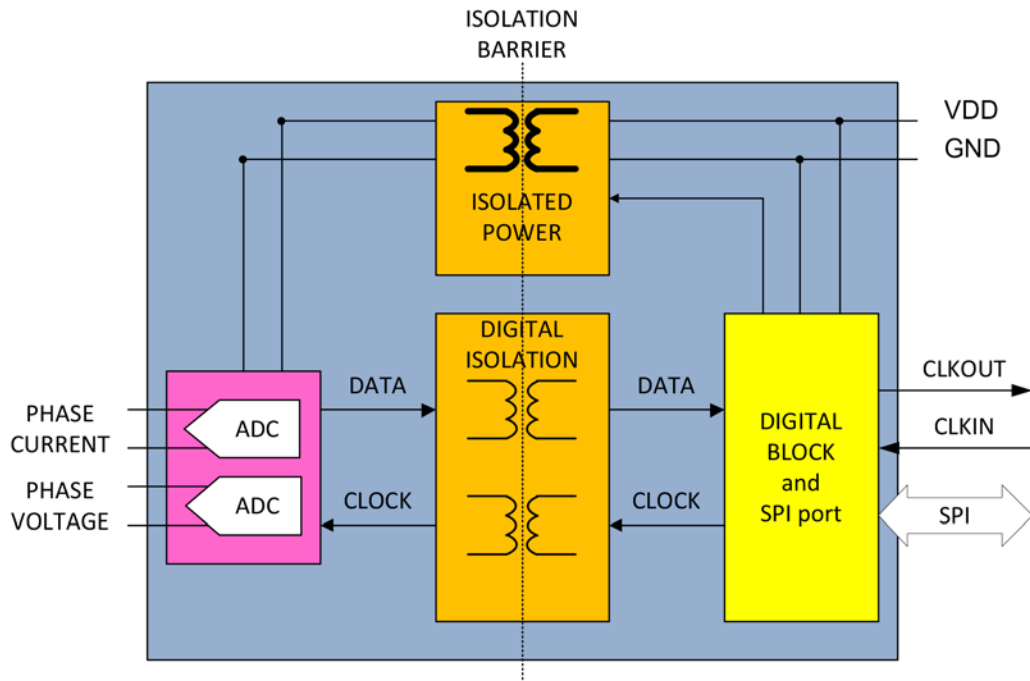 ISOLATION
BARRIER
VDD
GND
ISOLATED
POWER
DIGITAL
ISOLATION
DATA
DATA
CLKOUT
PHASE
CURRENT
ADC
DIGITAL
BLOCK
and
SPI port
CLKIN
PHASE
VOLTAGE
ADC
CLOCK
CLOCK
SPI